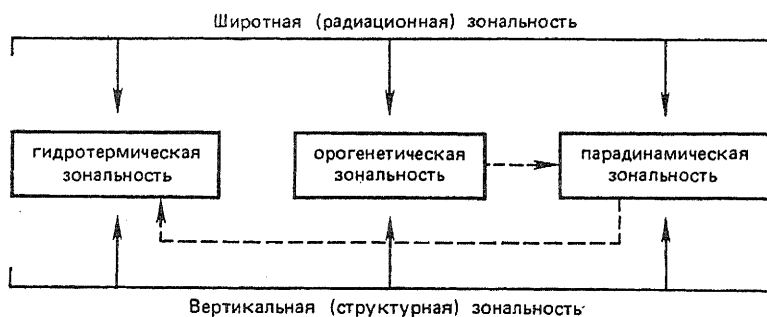 Широтная (радиационная) зональность
гидротермическая
зональность
орогенетическая
зональность
парадинамическая
зональность
Вертикальная (структурная) зональность